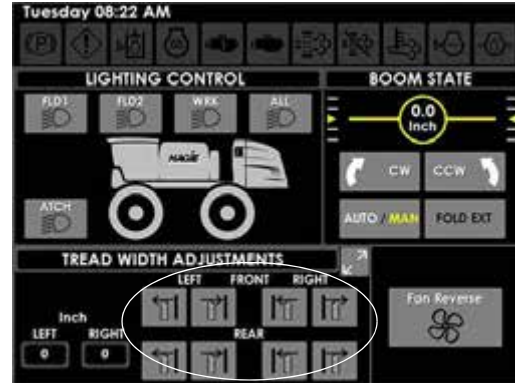 Tuesday 08:22 AM
LIGHTING CONTROL
FLD1 FLD2 WRK ALL
HAGIE
ATCH
BOOM STATE
0.0
Inch
CW CCW
AUTO / MAN FOLD EXT
TREAD WIDTH ADJUSTMENTS
LEFT FRONT RIGHT
Inch
LEFT RIGHT
0 0
REAR
Fan Reverse